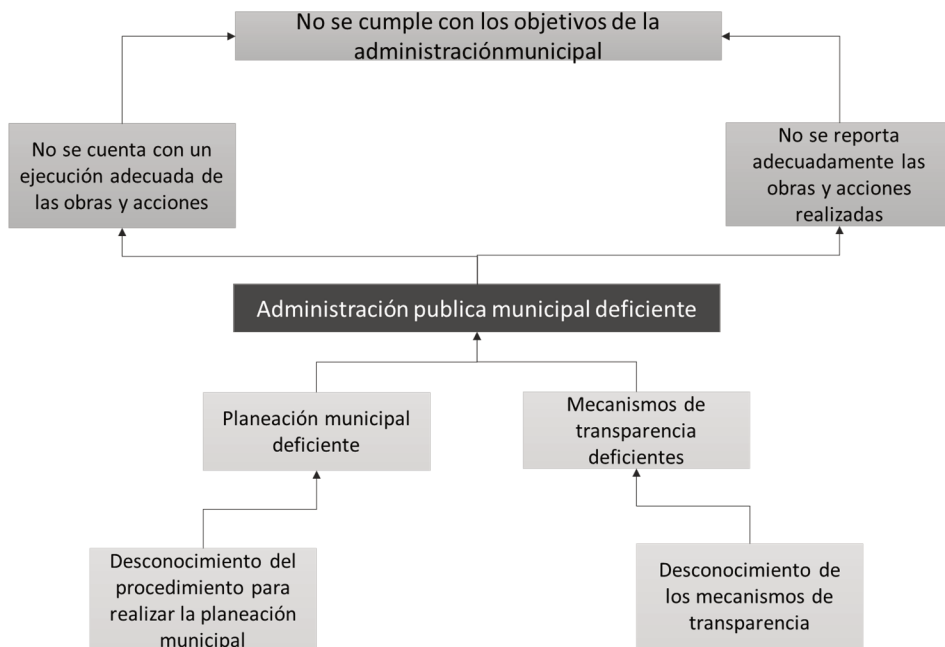 No se cumple con los objetivos de la
administraciónmunicipal
No se cuenta con un
ejecución adecuada de
las obras y acciones
No se reporta
adecuadamente las
obras y acciones
realizadas
Administración publica municipal deficiente
Planeación municipal
deficiente
Mecanismos de
transparencia
deficientes
Desconocimiento del
procedimiento para
realizar la planeación
municipal
Desconocimiento de
los mecanismos de
transparencia